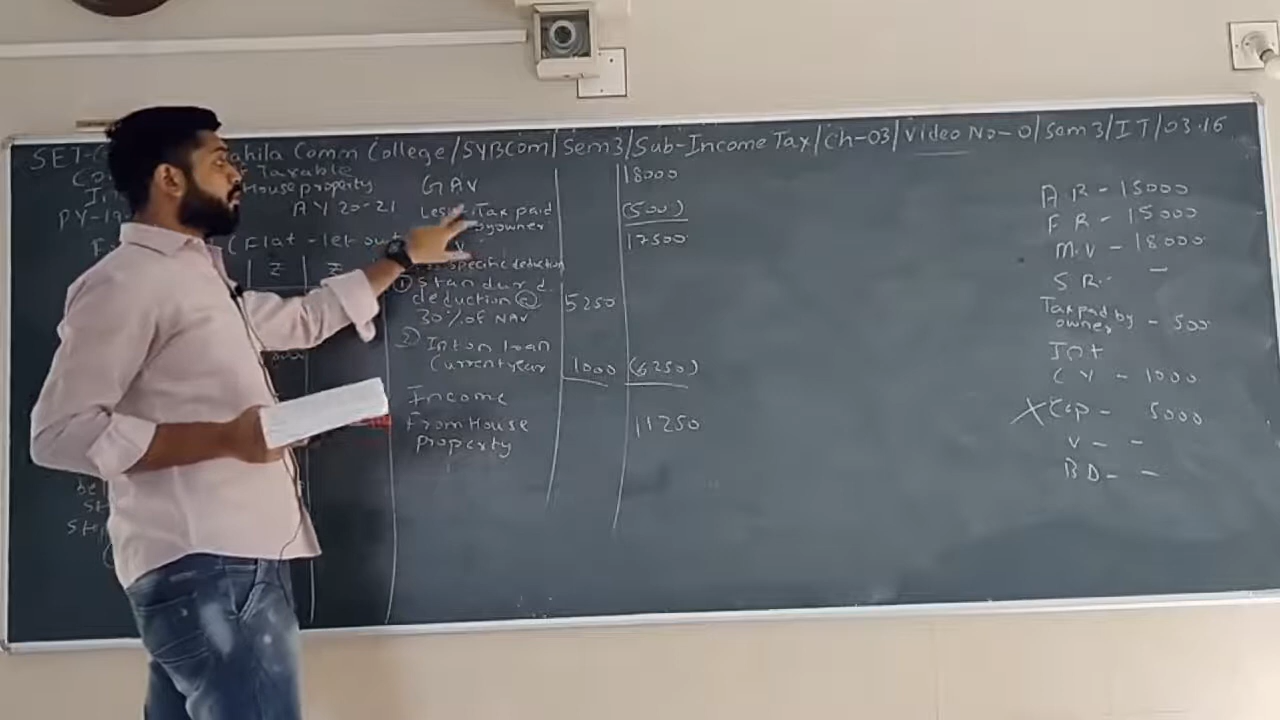 SET- ahila Comm College/SYBCom/Sem3/Sub-Income Tax/ch-03/Video No-0/Sem 3/IT/03.16
Taxable
House property
PY-19
AY 20-21
(Flat -let out
GAV 18000
Less: Tax paid (500)
by owner
17500
specific deduction
① Standurd
deduction @ 5250
30% of NAV
② Int on loan
Current year 1000 (6250)
Income
From House 11250
Property
A R - 15000
F R - 15000
M V - 18000
S R. -
Tax paid by
owner - 500
Int
C Y - 1000
X Cap - 5000
V - -
B D - -